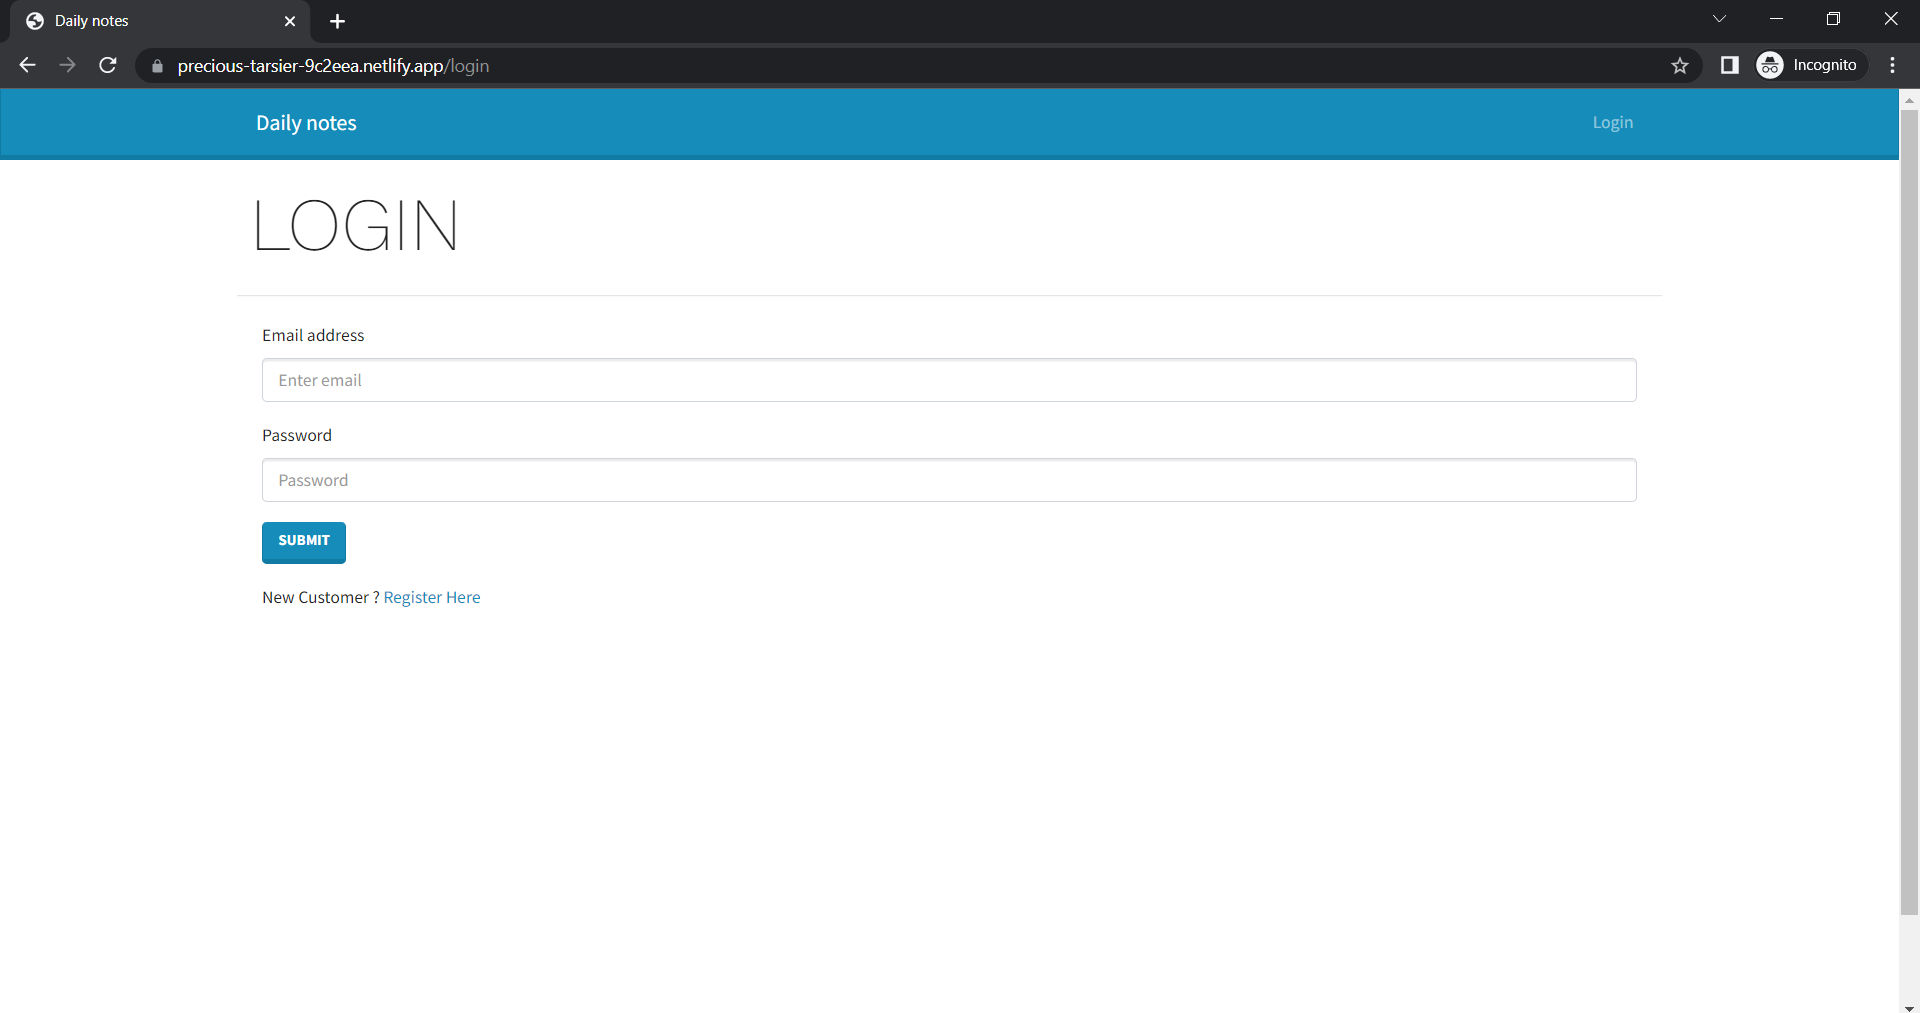 Daily notes
precious-tarsier-9c2eea.netlify.app/login
Incognito
Daily notes
Login
LOGIN
Email address
Enter email
Password
Password
SUBMIT
New Customer ? Register Here